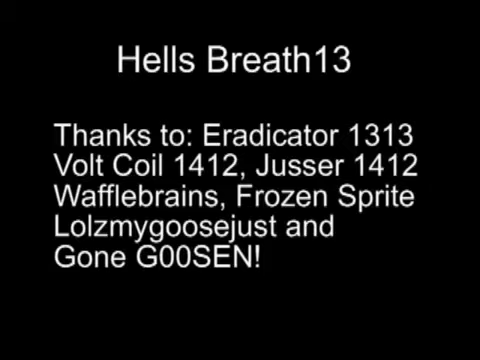 Hells Breath13
Thanks to: Eradicator 1313
Volt Coil 1412, Jusser 1412
Wafflebrains, Frozen Sprite
Lolzmygoosejust and
Gone G00SEN!